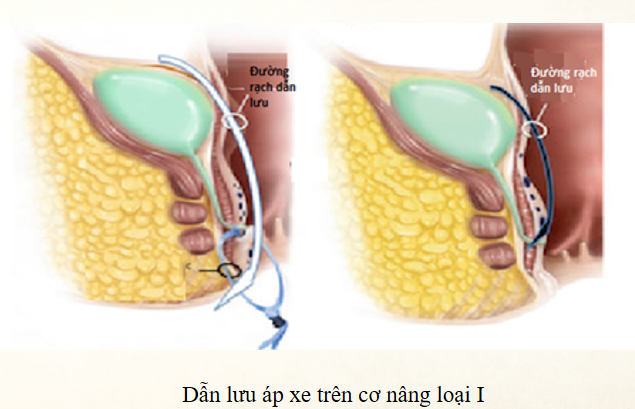 Đường
rạch dẫn
lưu
Đường rạch
dẫn lưu
Dẫn lưu áp xe trên cơ nâng loại I